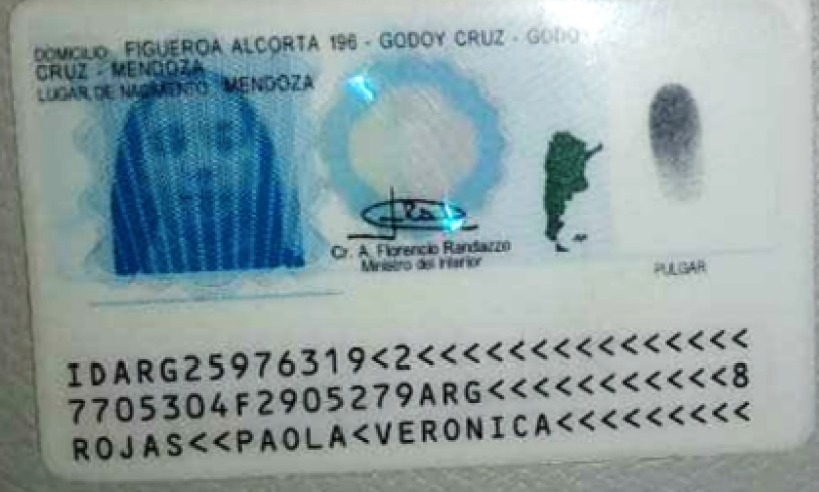 DOMICILIO FIGUEROA ALCORTA 196 - GODOY CRUZ - GODO
CRUZ - MENDOZA
LUGAR DE NACIMIENTO MENDOZA
Cr. A. Florencio Randazzo
Ministro del Interior
PULGAR
IDARG25976319<2<<<<<<<<<<<<<<<
7705304F2905279ARG<<<<<<<<<<<8
ROJAS<<PAOLA<VERONICA<<<<<<<<<